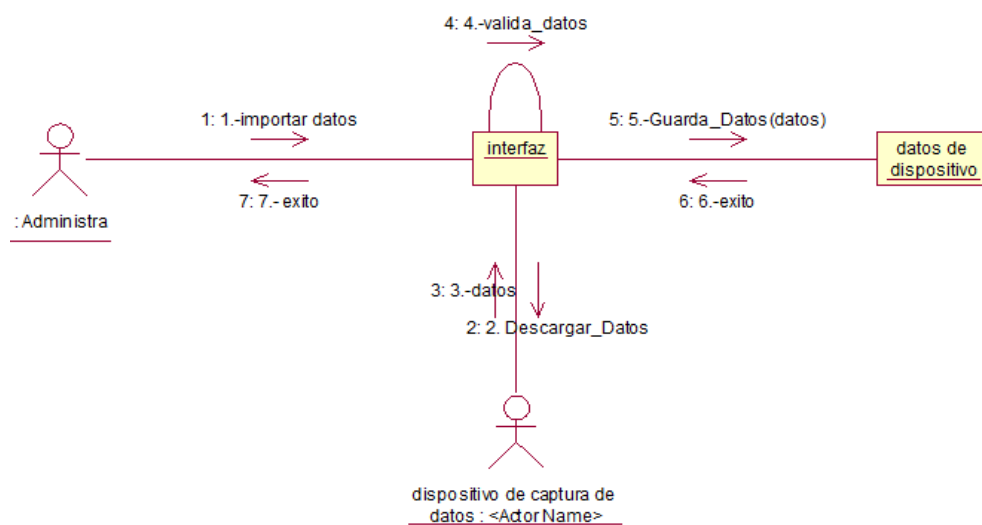 4: 4.-valida_datos
1: 1.-importar datos
5: 5.-Guarda_Datos(datos)
interfaz
datos de
dispositivo
7: 7.- exito
6: 6.-exito
: Administra
3: 3.-datos
2: 2. Descargar_Datos
dispositivo de captura de
datos : <Actor Name>